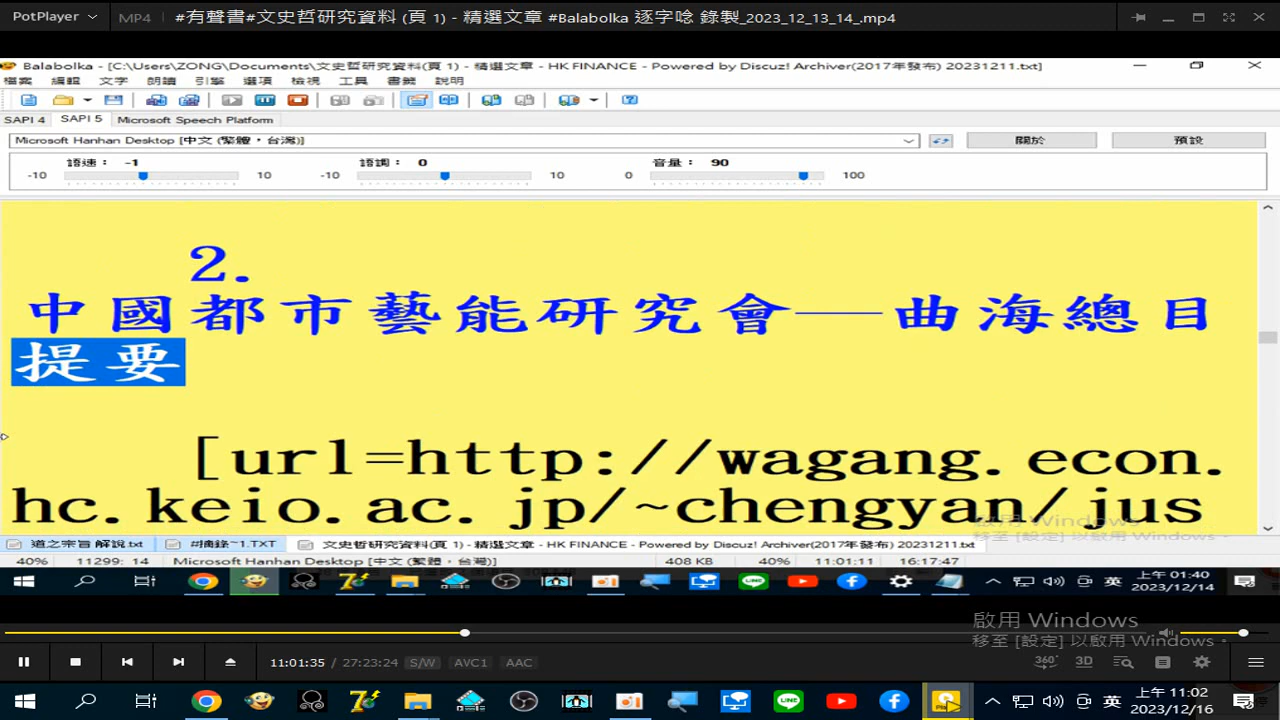 PotPlayer MP4 #有聲書#文史哲研究資料 (頁 1) - 精選文章 #Balabolka 逐字唸 錄製_2023_12_13_14_.mp4
Balabolka - [C:\Users\ZONG\Documents\文史哲研究資料(頁 1) - 精選文章 - HK FINANCE - Powered by Discuz! Archiver(2017年發布) 20231211.txt]
檔案 編輯 文字 朗讀 引擎 選項 檢視 工具 書籤 說明
SAPI 4 SAPI 5 Microsoft Speech Platform
Microsoft Hanhan Desktop [中文 (繁體，台灣)] 關於 預設
語速： -1 語調： 0 音量： 90
-10 10 -10 10 0 100
2.
中國都市藝能研究會──曲海總目
提要
[url=http://wagang.econ.
hc.keio.ac.jp/~chengyan/jus
道之宗旨 解說.txt #摘錄~1.TXT 文史哲研究資料(頁 1) - 精選文章 - HK FINANCE - Powered by Discuz! Archiver(2017年發布) 20231211.txt
40% 11299: 14 Microsoft Hanhan Desktop [中文 (繁體，台灣)] 408 KB 40% 11:01:11 16:17:47
英 上午 01:40
2023/12/14
啟用 Windows
移至 [設定] 以啟用 Windows。
11:01:35 / 27:23:24 S/W AVC1 AAC 360° 3D
英 上午 11:02
2023/12/16